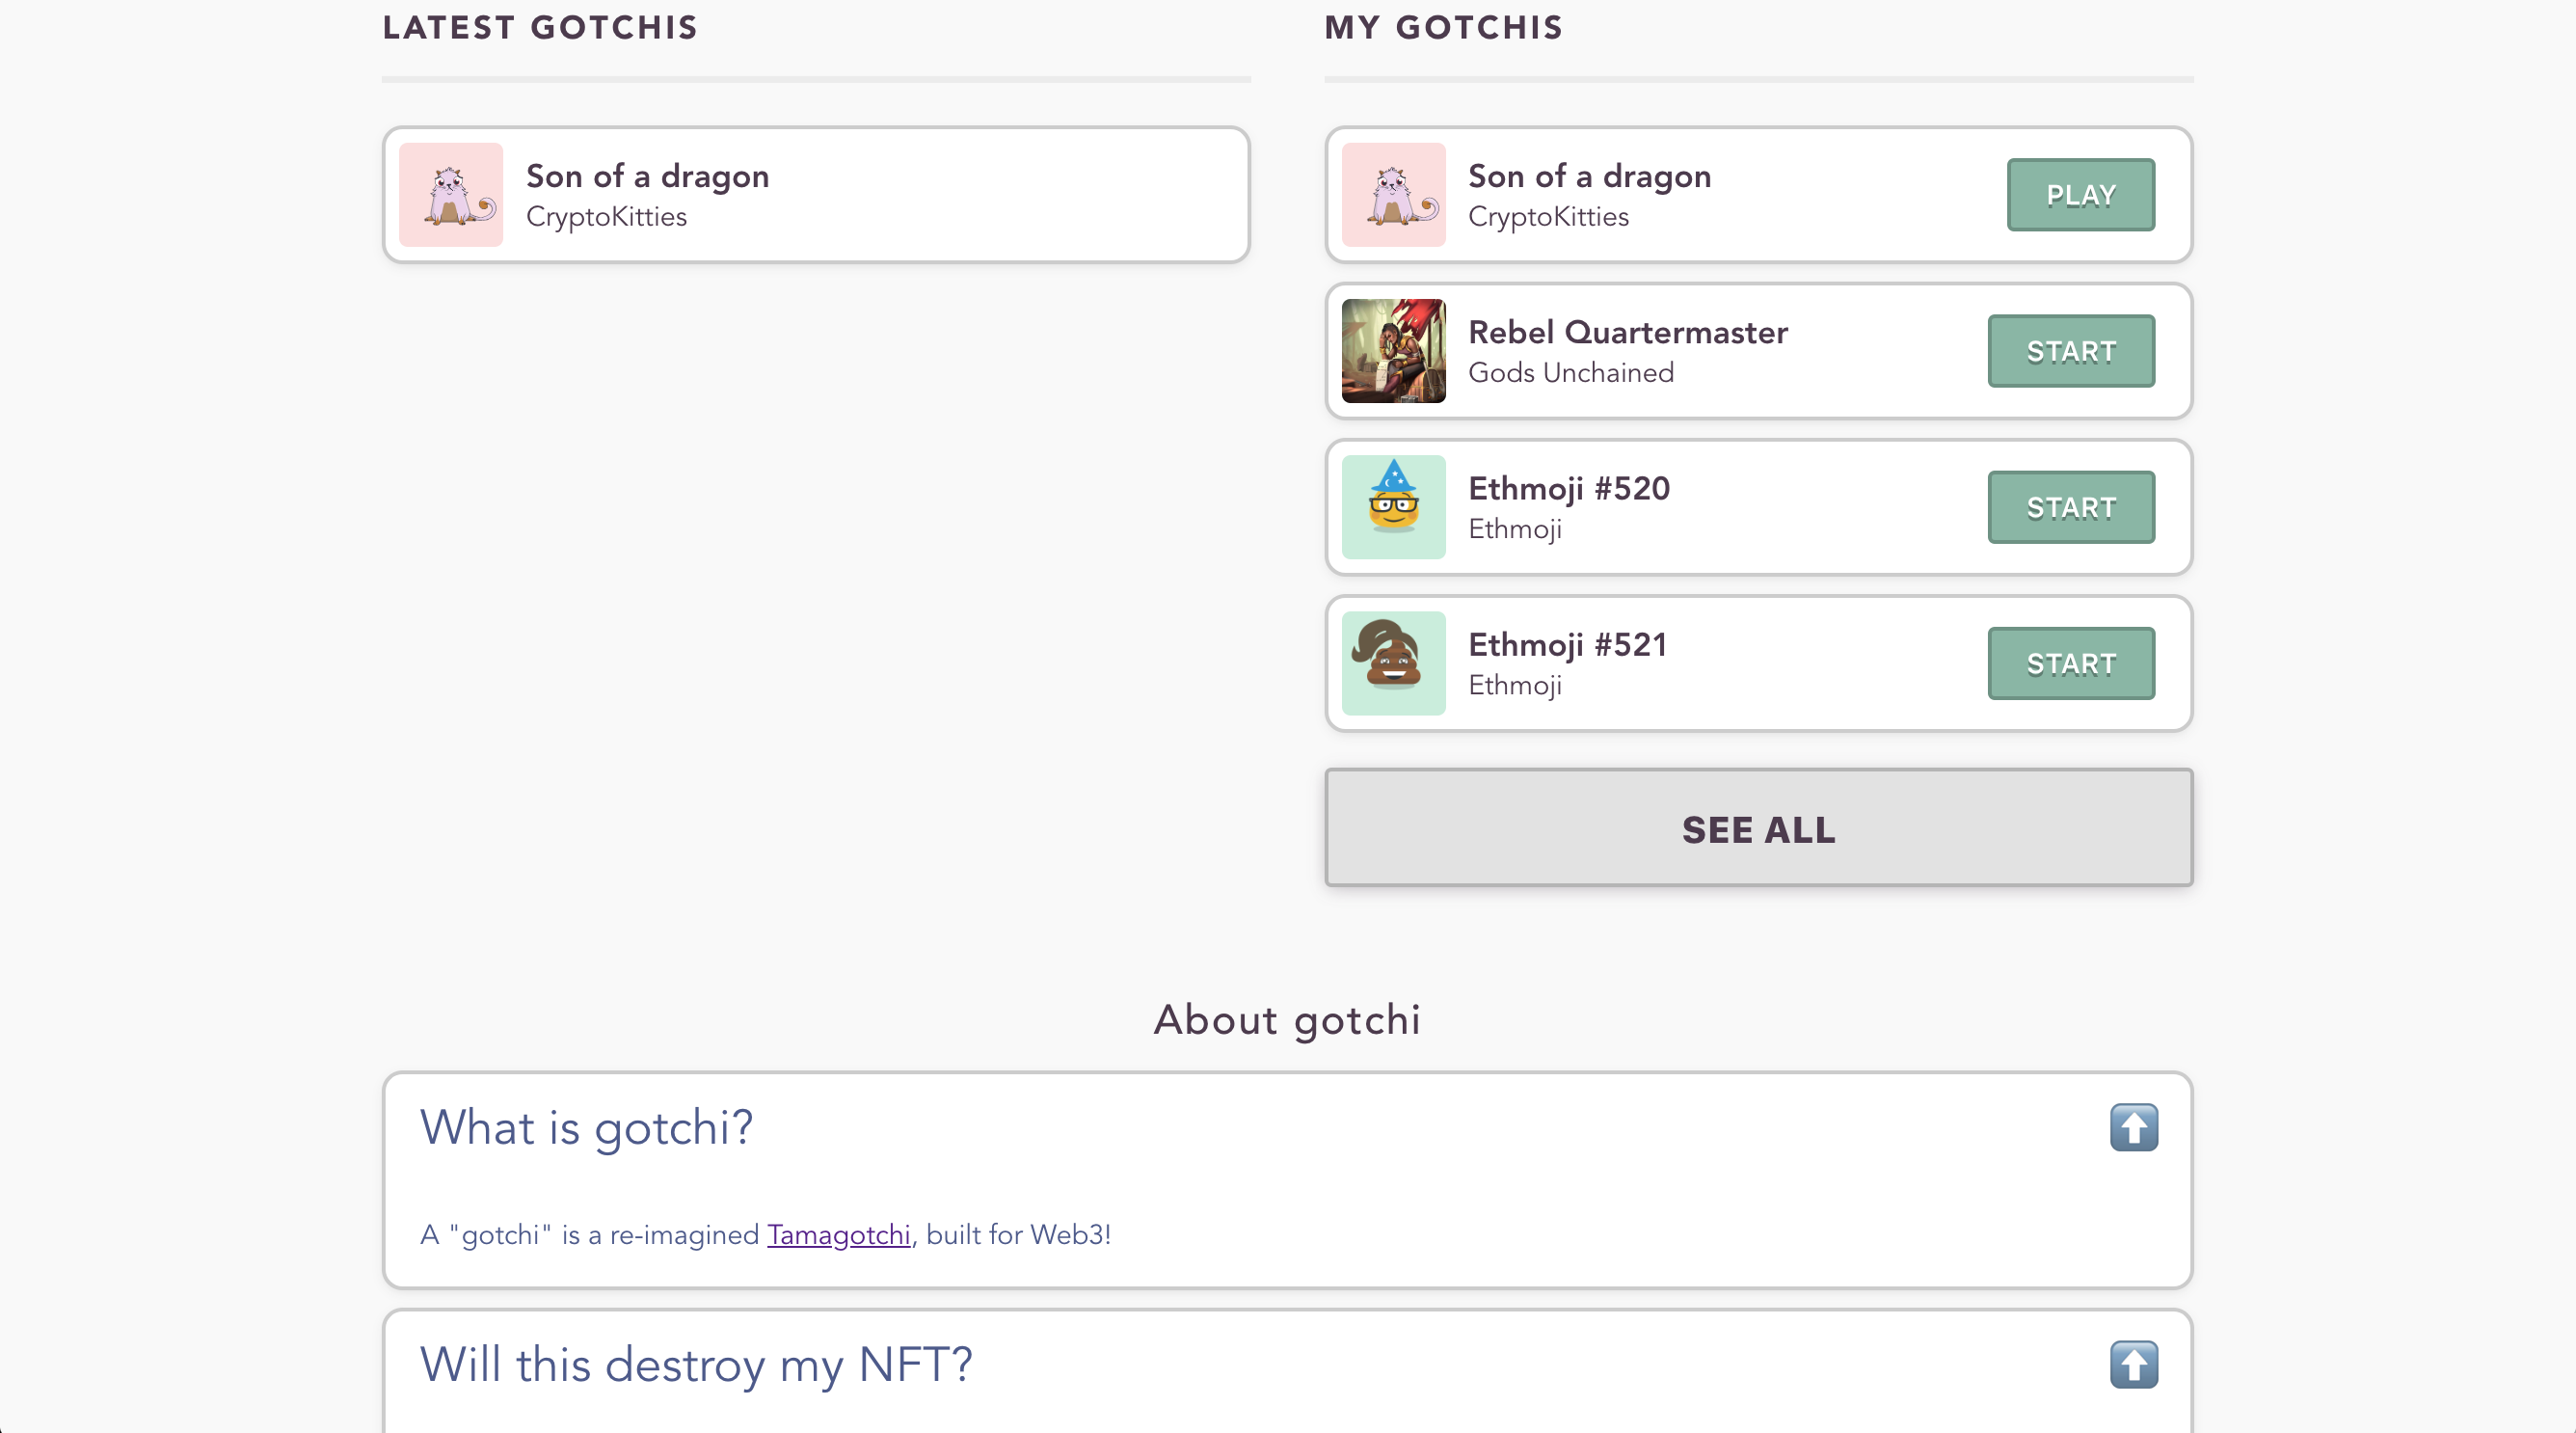 LATEST GOTCHIS
Son of a dragon
CryptoKitties
MY GOTCHIS
Son of a dragon
CryptoKitties
PLAY
Rebel Quartermaster
Gods Unchained
START
Ethmoji #520
Ethmoji
START
Ethmoji #521
Ethmoji
START
SEE ALL
About gotchi
What is gotchi?
A "gotchi" is a re-imagined Tamagotchi, built for Web3!
Will this destroy my NFT?